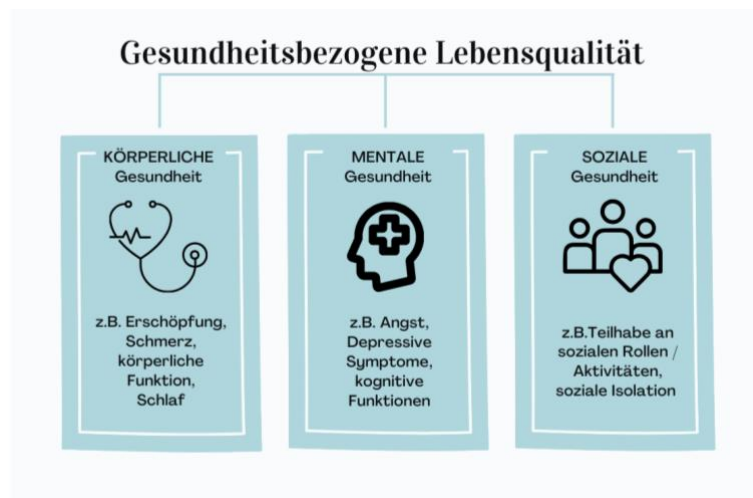 Gesundheitsbezogene Lebensqualität
KÖRPERLICHE
Gesundheit
z.B. Erschöpfung,
Schmerz,
körperliche
Funktion,
Schlaf
MENTALE
Gesundheit
z.B. Angst,
Depressive
Symptome,
kognitive
Funktionen
SOZIALE
Gesundheit
z.B.Teilhabe an
sozialen Rollen /
Aktivitäten,
soziale Isolation